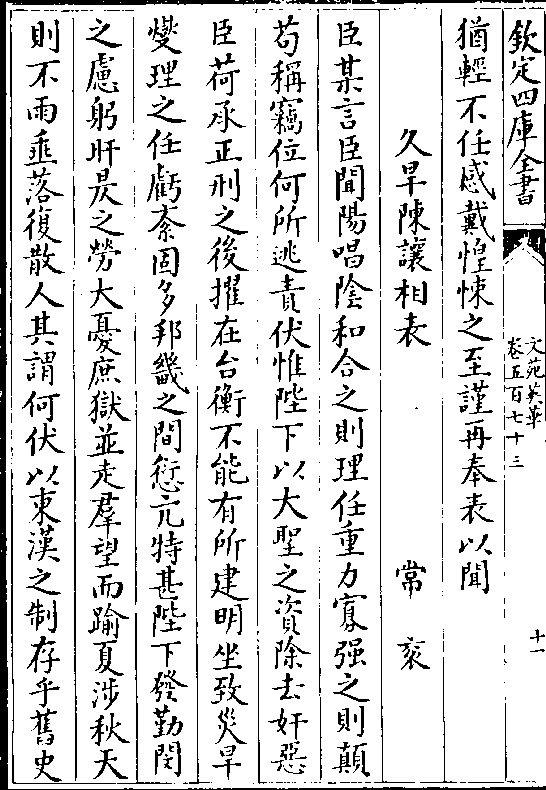 欽定四庫全書
文苑英華
卷五百七十三
十一
猶輕不任感戴惶悚之至謹再奉表以聞
久旱陳讓相表 常袞
臣某言臣聞陽唱陰和合之則理任重力寡强之則顛
苟稱竊位何所逃責伏惟陛下以大聖之資除去奸惡
臣荷承正刑之後擢在台衡不能有所建明坐致災旱
燮理之任虧紊固多邦畿之間愆亢特甚陛下發勤閔
之慮躬旰昃之勞大憂庶獄並走羣望而踰夏涉秋天
則不雨乖落復散人其謂何伏以東漢之制存乎舊史